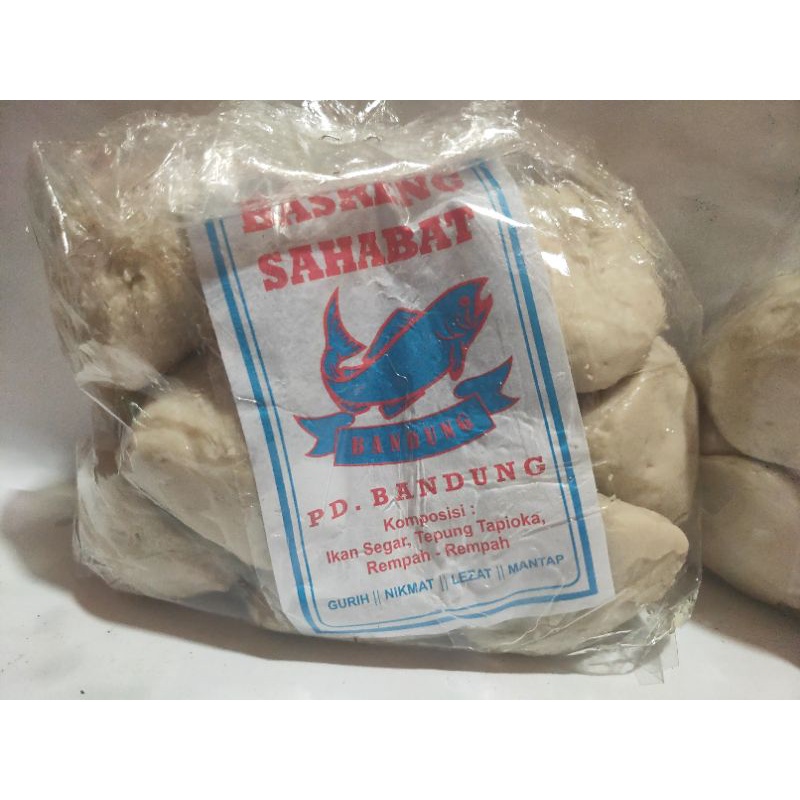 BASRENG
SAHABAT
BANDUNG
PD. BANDUNG
Komposisi :
Ikan Segar, Tepung Tapioka,
Rempah - Rempah
GURIH || NIKMAT || LEZAT || MANTAP